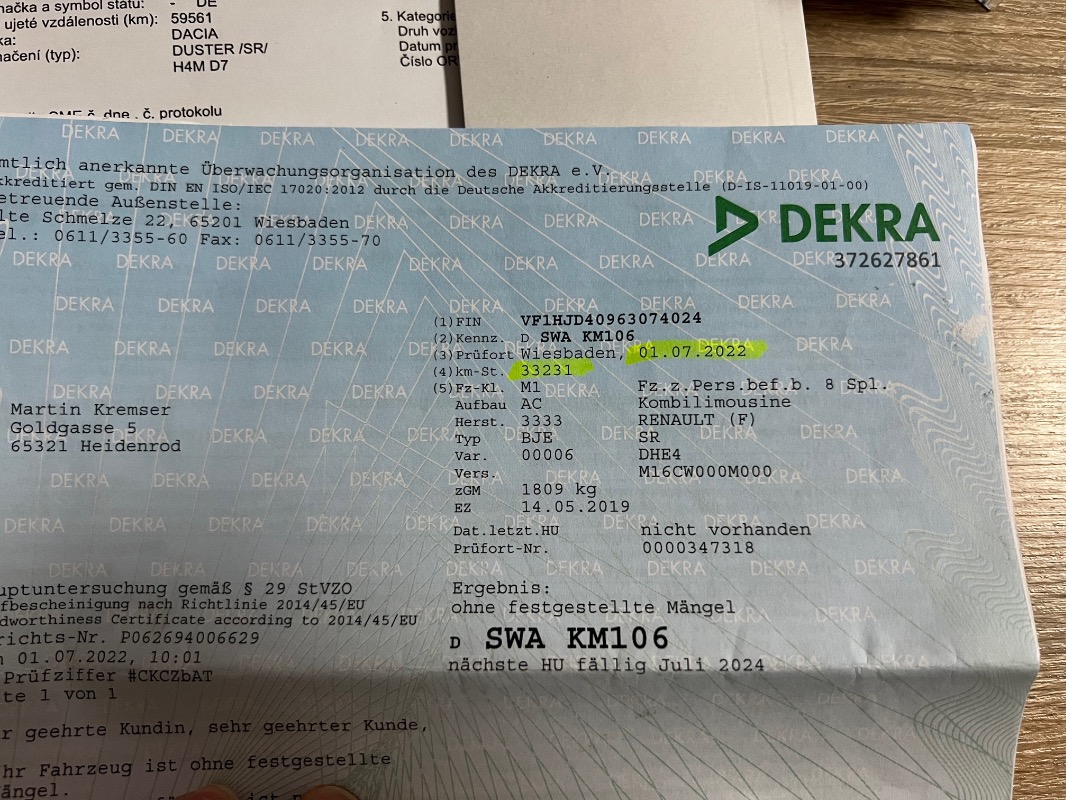 načka a symbol státu: - DE
ujeté vzdálenosti (km): 59561
ka: DACIA
načení (typ): DUSTER /SR/
H4M D7
5. Kategorie
Druh voz
Datum pr
Číslo OR
č. dne . č. protokolu
mtlich anerkannte Überwachungsorganisation des DEKRA e.V.
kkreditiert gem. DIN EN ISO/IEC 17020:2012 durch die Deutsche Akkreditierungsstelle (D-IS-11019-01-00)
etreuende Außenstelle:
lte Schmelze 22, 65201 Wiesbaden
el.: 0611/3355-60 Fax: 0611/3355-70
DEKRA
372627861
(1) FIN VF1HJD40963074024
(2) Kennz. D SWA KM106
(3) Prüfort Wiesbaden, 01.07.2022
(4) km-St. 33231
(5) Fz-Kl. M1 Fz.z.Pers.bef.b. 8 Spl.
Aufbau AC Kombilimousine
Herst. 3333 RENAULT (F)
Typ BJE SR
Var. 00006 DHE4
Vers. M16CW000M000
zGM 1809 kg
EZ 14.05.2019
Dat.letzt.HU nicht vorhanden
Prüfort-Nr. 0000347318
Martin Kremser
Goldgasse 5
65321 Heidenrod
uptuntersuchung gemäß § 29 StVZO
fbescheinigung nach Richtlinie 2014/45/EU
dworthiness Certificate according to 2014/45/EU
richts-Nr. P062694006629
01.07.2022, 10:01
Prüfziffer #CKCZbAT
te 1 von 1
Ergebnis:
ohne festgestellte Mängel
D SWA KM106
nächste HU fällig Juli 2024
r geehrte Kundin, sehr geehrter Kunde,
hr Fahrzeug ist ohne festgestellte
ängel.